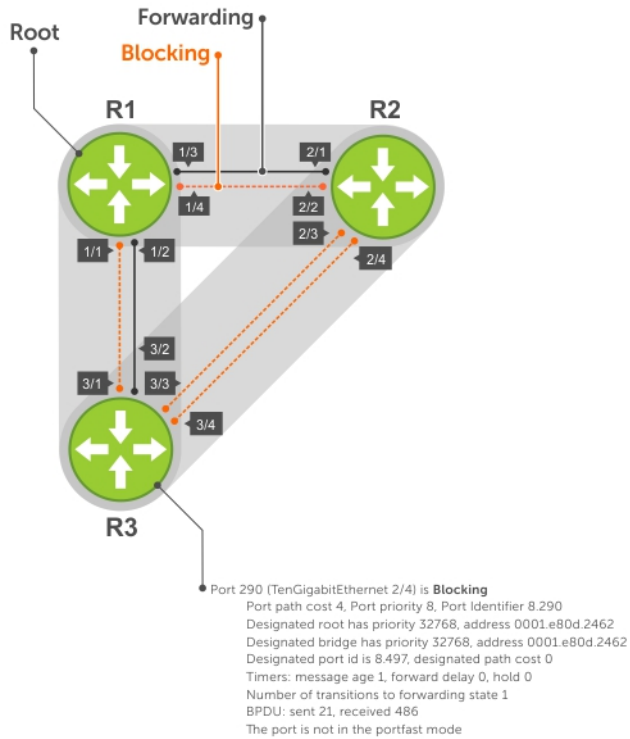 Forwarding
Root
Blocking
R1
R2
1/3
2/1
1/4
2/2
2/3
1/1
1/2
2/4
3/2
3/1
3/3
3/4
R3
Port 290 (TenGigabitEthernet 2/4) is Blocking
Port path cost 4, Port priority 8, Port Identifier 8.290
Designated root has priority 32768, address 0001.e80d.2462
Designated bridge has priority 32768, address 0001.e80d.2462
Designated port id is 8.497, designated path cost 0
Timers: message age 1, forward delay 0, hold 0
Number of transitions to forwarding state 1
BPDU: sent 21, received 486
The port is not in the portfast mode